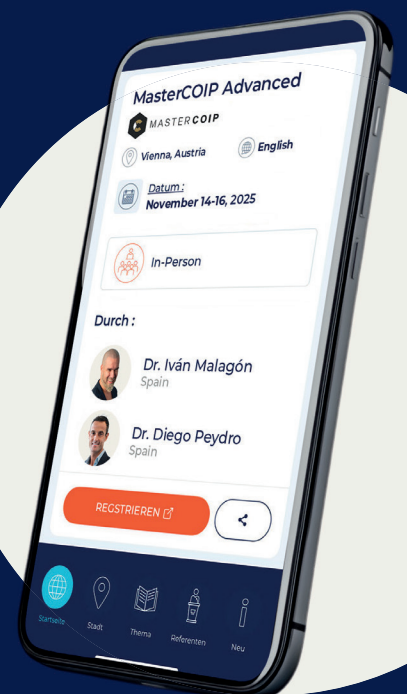 MasterCOIP Advanced
MASTERCOIP
Vienna, Austria
English
Datum :
November 14-16, 2025
In-Person
Durch :
Dr. Iván Malagón
Spain
Dr. Diego Peydro
Spain
REGSTRIEREN
Startseite
Stadt
Thema
Referenten
Neu